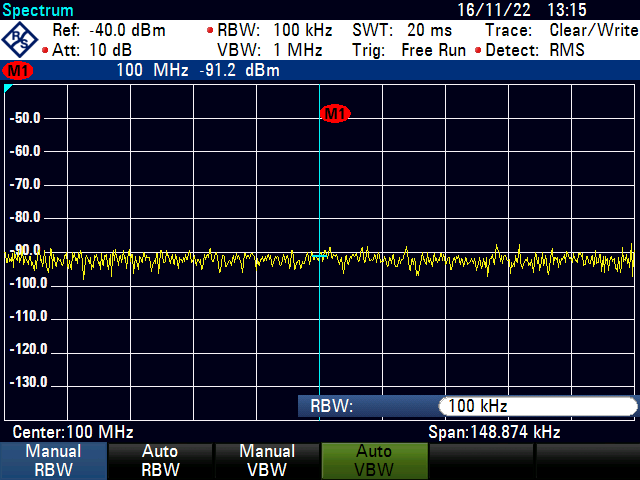 Spectrum 16/11/22 13:15
R&S Ref: -40.0 dBm RBW: 100 kHz SWT: 20 ms Trace: Clear/Write
Att: 10 dB VBW: 1 MHz Trig: Free Run Detect: RMS
M1 100 MHz -91.2 dBm
M1
-50.0
-60.0
-70.0
-80.0
-90.0
-100.0
-110.0
-120.0
-130.0
RBW: 100 kHz
Center:100 MHz Span:148.874 kHz
Manual Auto Manual Auto
RBW RBW VBW VBW